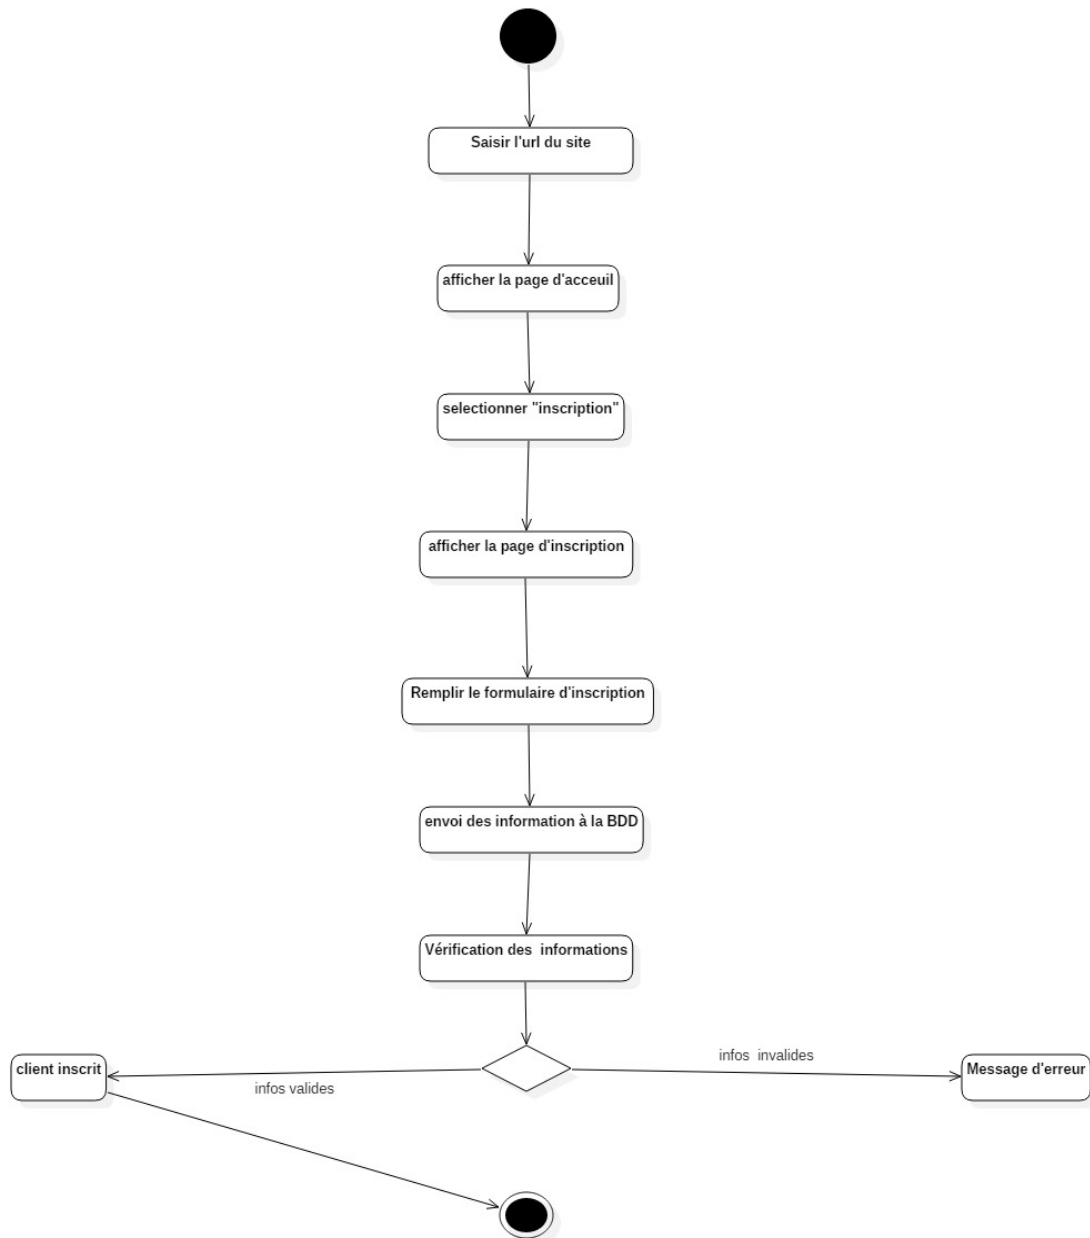 Saisir l'url du site
afficher la page d'acceuil
selectionner "inscription"
afficher la page d'inscription
Remplir le formulaire d'inscription
envoi des information à la BDD
Vérification des  informations
client inscrit
infos valides
infos  invalides
Message d'erreur